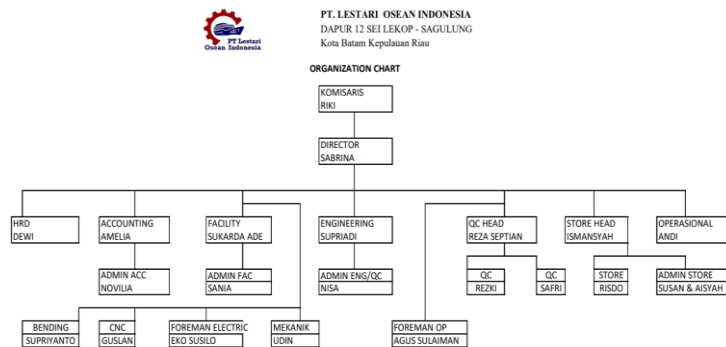 PT Lestari
Osean Indonesia
PT. LESTARI OSEAN INDONESIA
DAPUR 12 SEI LEKOP - SAGULUNG
Kota Batam Kepulauan Riau
ORGANIZATION CHART
KOMISARIS
RIKI
DIRECTOR
SABRINA
HRD
DEWI
ACCOUNTING
AMELIA
FACILITY
SUKARDA ADE
ENGINEERING
SUPRIADI
QC HEAD
REZA SEPTIAN
STORE HEAD
ISMANSYAH
OPERASIONAL
ANDI
ADMIN ACC
NOVILIA
ADMIN FAC
SANIA
ADMIN ENG/QC
NISA
QC
REZKI
QC
SAFRI
STORE
RISDO
ADMIN STORE
SUSAN & AISYAH
BENDING
SUPRIYANTO
CNC
GUSLAN
FOREMAN ELECTRIC
EKO SUSILO
MEKANIK
UDIN
FOREMAN OP
AGUS SULAIMAN